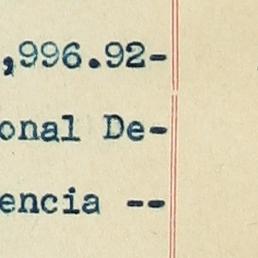 ,996.92-
onal De-
encia --